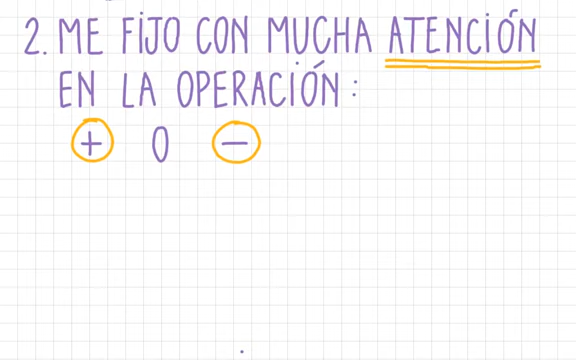 2. ME FIJO CON MUCHA ATENCIÓN
EN LA OPERACIÓN:
+ O −